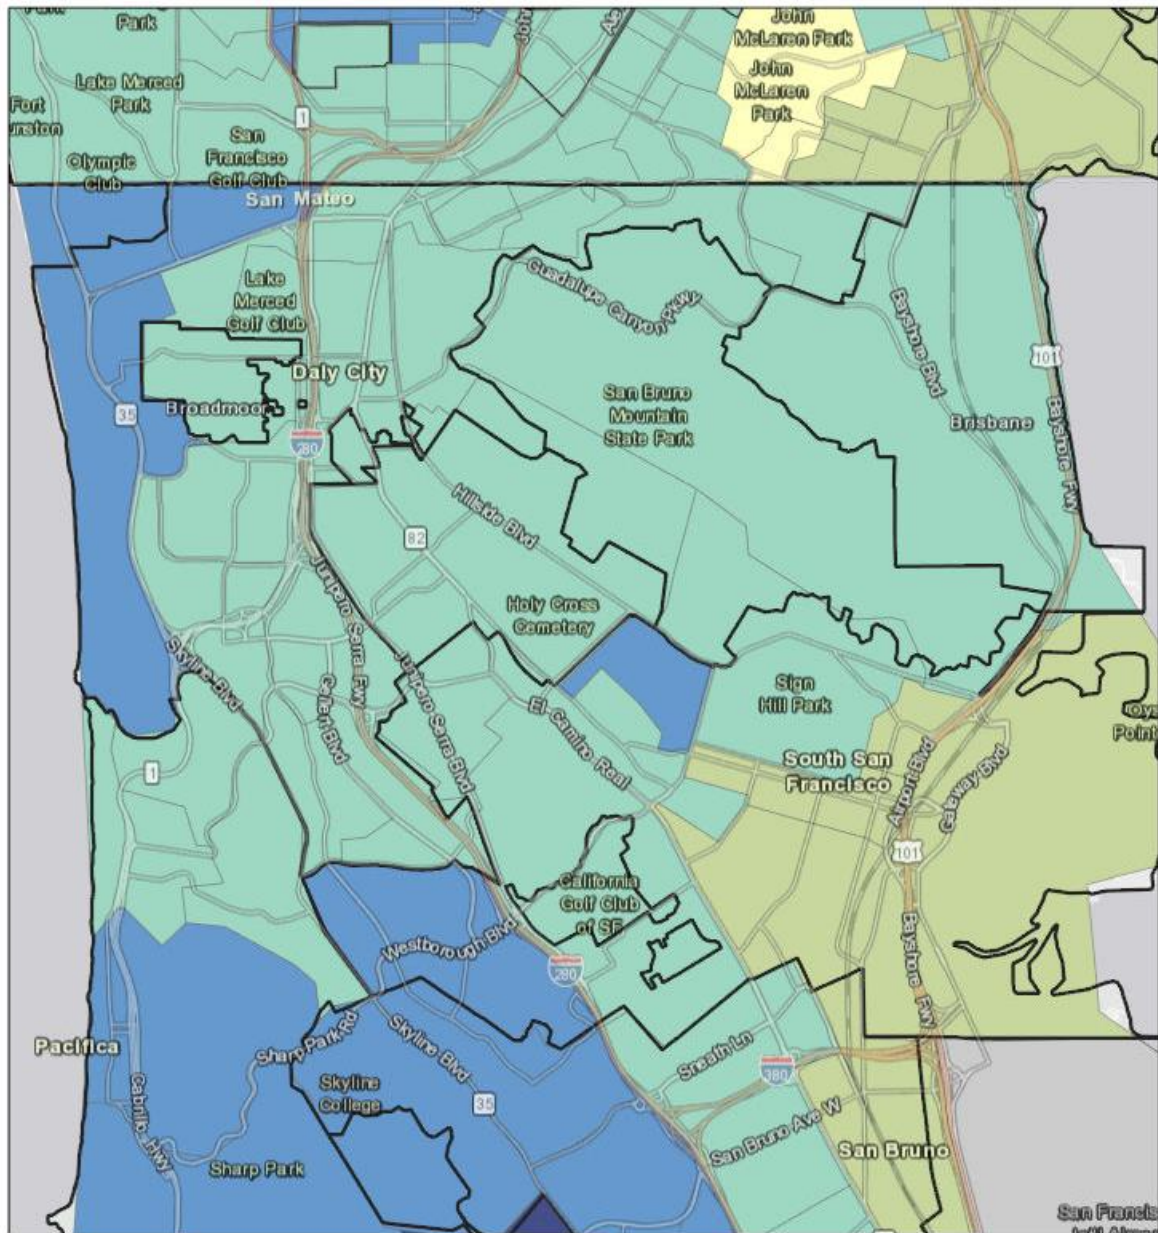 Park
Park
John
McLaren Park
John
McLaren
Park
Lake Merced
Park
Fort
unston
1
San
Francisco
Golf Club
Olympic
Club
San Mateo
Lake
Merced
Golf Club
Guadalupe Canyon Pkwy
Bayshore Blvd
101
Bayshore Fwy
Daly City
Broadmoor
35
280
San Bruno
Mountain
State Park
Brisbane
Hillside Blvd
82
Junipero Serra Fwy
Holy Cross
Cemetery
Skyline Blvd
Callan Blvd
Junipero Serra Blvd
El Camino Real
Sign
Hill Park
Oys
Point
1
South San
Francisco
Airport Blvd
Gateway Blvd
101
California
Golf Club
of SF
Westborough Blvd
280
Bayshore Fwy
Pacifica
Sharp Park Rd
Skyline Blvd
Sneath Ln
380
Cabrillo Hwy
Skyline
College
35
San Bruno Ave W
San Bruno
Sharp Park
San Francis